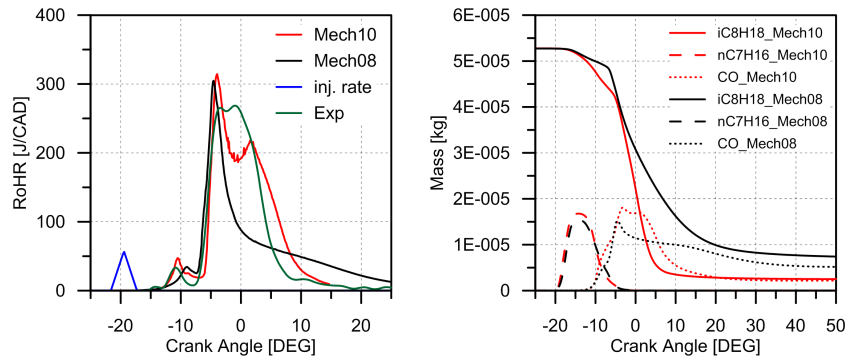 400
300
200
100
0
RoHR [J/CAD]
-20 -10 0 10 20
Crank Angle [DEG]
Mech10
Mech08
inj. rate
Exp
6E-005
5E-005
4E-005
3E-005
2E-005
1E-005
0
Mass [kg]
-20 -10 0 10 20 30 40 50
Crank Angle [DEG]
iC8H18_Mech10
nC7H16_Mech10
CO_Mech10
iC8H18_Mech08
nC7H16_Mech08
CO_Mech08